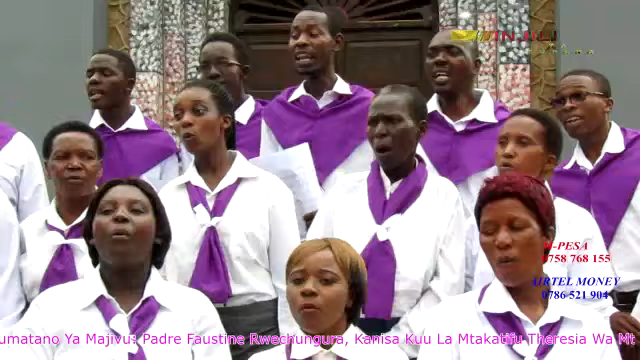 INJILI
M-PESA
0758 768 155
AIRTEL MONEY
0786 521 904
umatano Ya Majivu: Padre Faustine Rwechungura, Kanisa Kuu La Mtakatifu Theresia Wa Mt